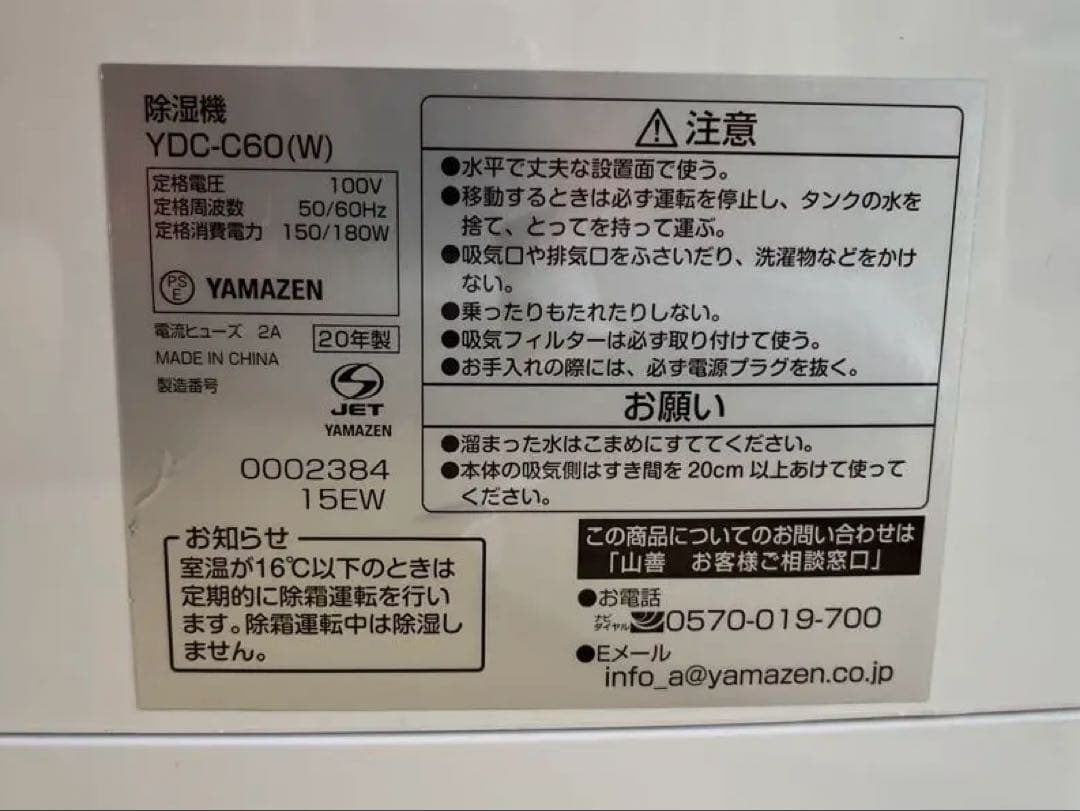 除湿機
YDC-C60(W)
定格電圧 100V
定格周波数 50/60Hz
定格消費電力 150/180W
PS
E
YAMAZEN
電流ヒューズ 2A
20年製
MADE IN CHINA
製造番号
JET
YAMAZEN
0002384
15EW
お知らせ
室温が16℃以下のときは
定期的に除霜運転を行い
ます。除霜運転中は除湿し
ません。
注意
●水平で丈夫な設置面で使う。
●移動するときは必ず運転を停止し、タンクの水を
捨て、とってを持って運ぶ。
●吸気口や排気口をふさいだり、洗濯物などをかけ
ない。
●乗ったりもたれたりしない。
●吸気フィルターは必ず取り付けて使う。
●お手入れの際には、必ず電源プラグを抜く。
お願い
●溜まった水はこまめにすててください。
●本体の吸気側はすき間を20cm以上あけて使って
ください。
この商品についてのお問い合わせは
「山善 お客様ご相談窓口」
●お電話
ナビ
ダイヤル 0570-019-700
●Eメール
info_a@yamazen.co.jp